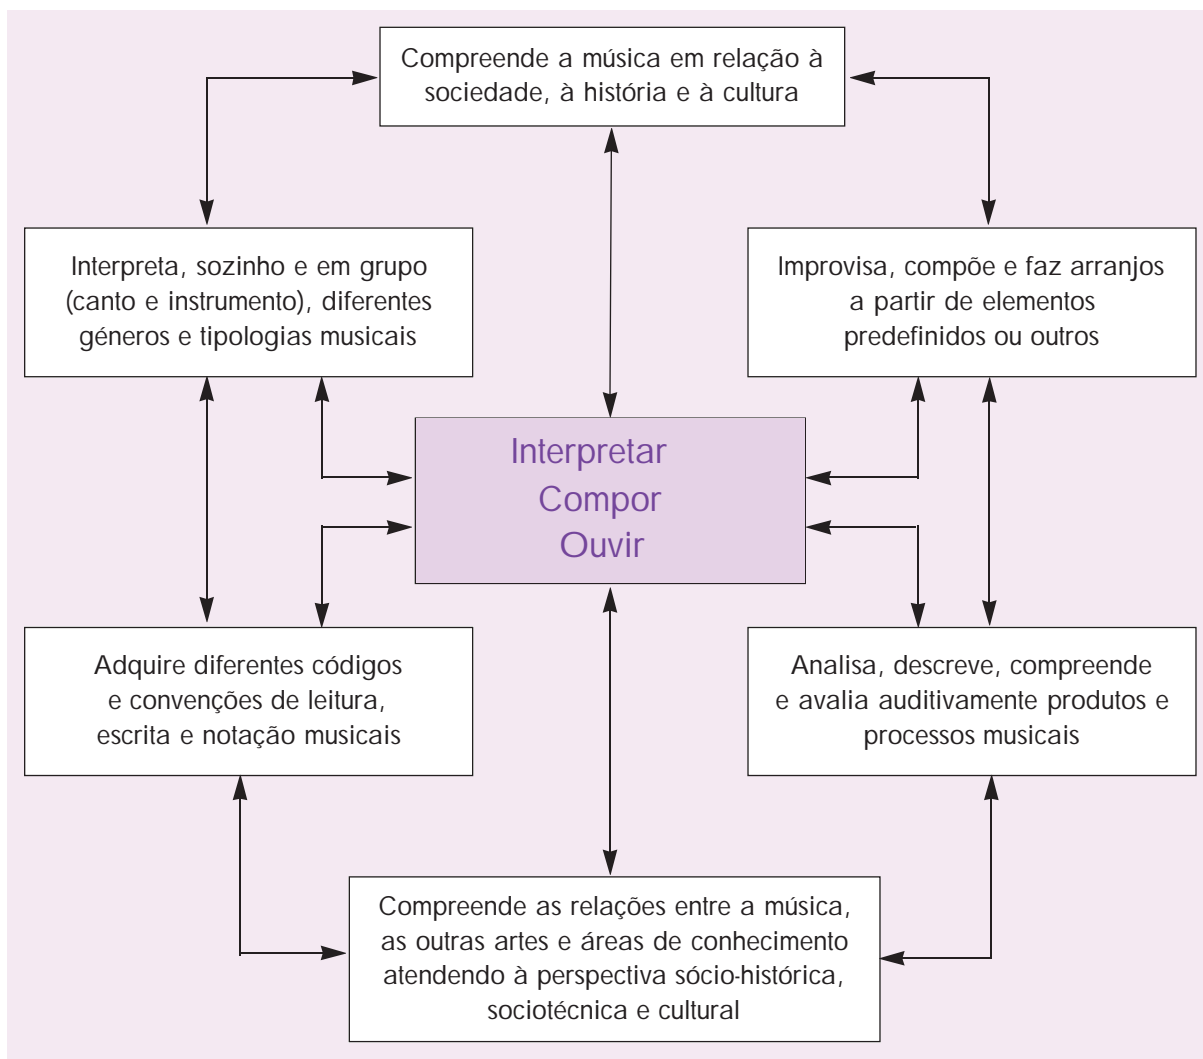 Compreende a música em relação à
sociedade, à história e à cultura
Interpreta, sozinho e em grupo
(canto e instrumento), diferentes
géneros e tipologias musicais
Improvisa, compõe e faz arranjos
a partir de elementos
predefinidos ou outros
Interpretar
Compor
Ouvir
Adquire diferentes códigos
e convenções de leitura,
escrita e notação musicais
Analisa, descreve, compreende
e avalia auditivamente produtos e
processos musicais
Compreende as relações entre a música,
as outras artes e áreas de conhecimento
atendendo à perspectiva sócio-histórica,
sociotécnica e cultural